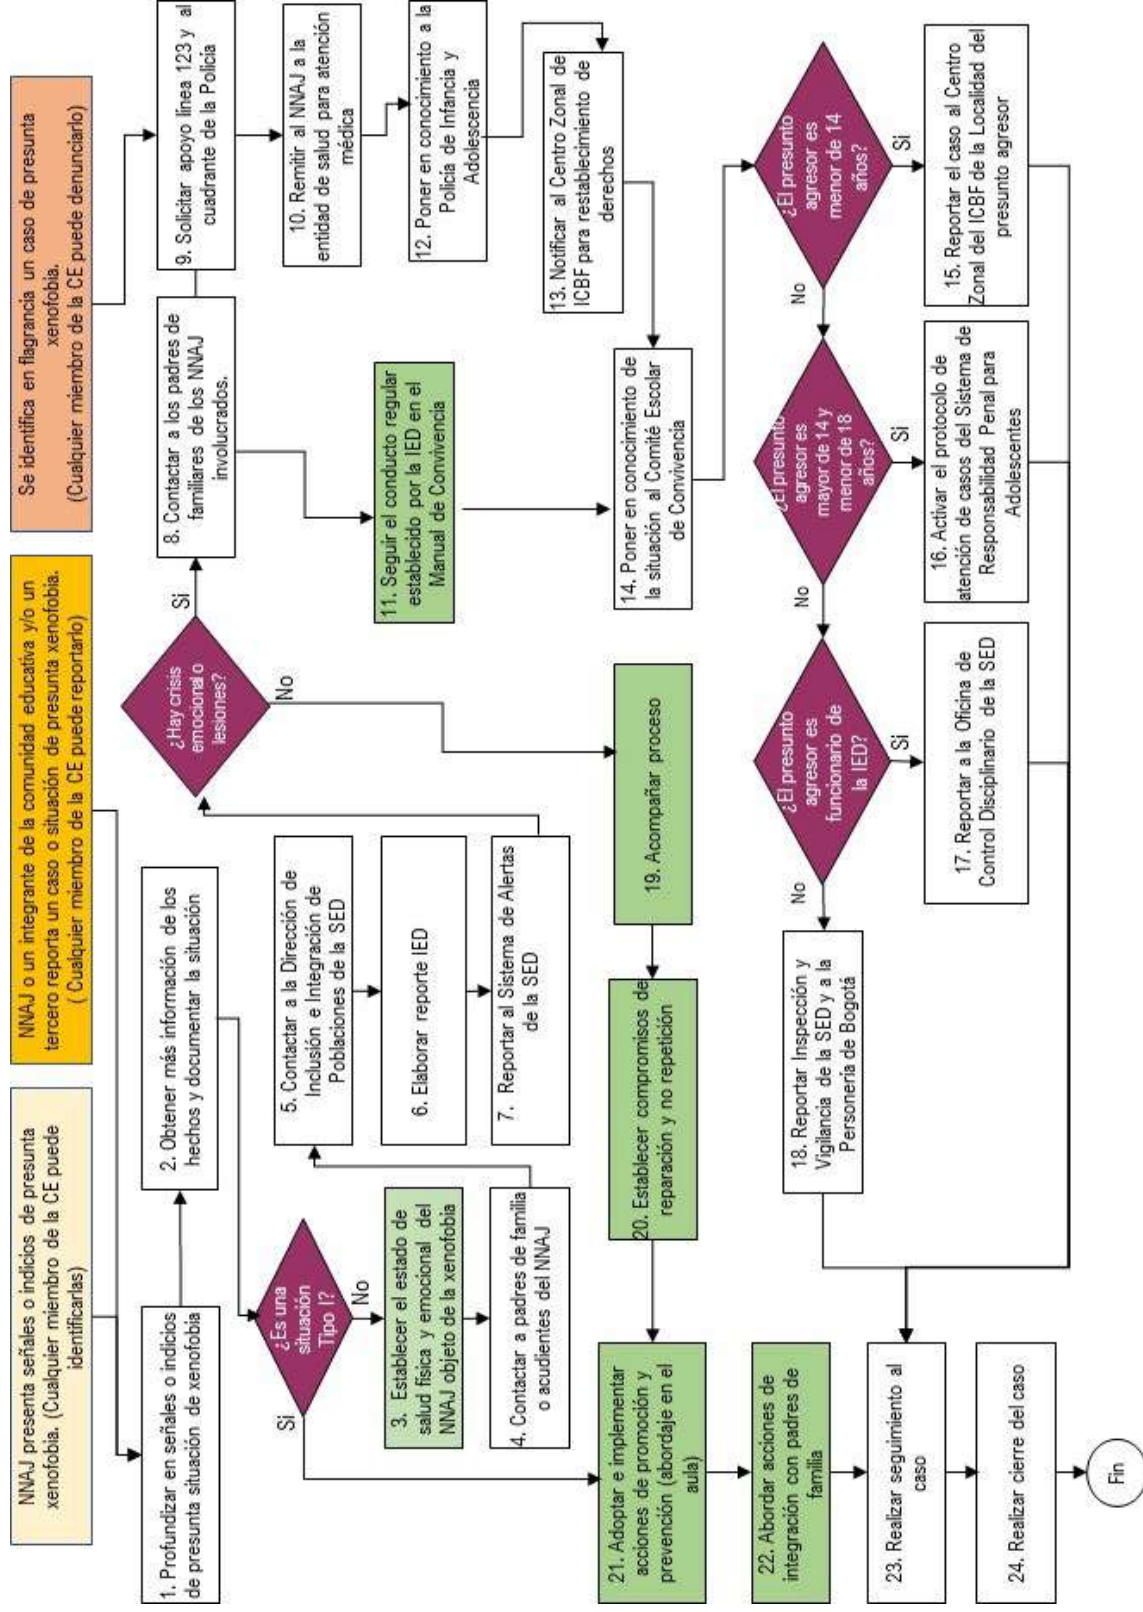 NNAJ presenta señales o indicios de presunta
xenofobia. (Cualquier miembro de la CE puede
identificarlas)
NNAJ o un integrante de la comunidad educativa y/o un
tercero reporta un caso o situación de presunta xenofobia.
( Cualquier miembro de la CE puede reportarlo)
Se identifica en flagrancia un caso de presunta
xenofobia.
(Cualquier miembro de la CE puede denunciarlo)
1. Profundizar en señales o indicios
de presunta situación de xenofobia
2. Obtener más información de los
hechos y documentar la situación
¿Es una
situación
Tipo I?
Si
No
3. Establecer el estado de
salud física y emocional del
NNAJ objeto de la xenofobia
4. Contactar a padres de familia
o acudientes del NNAJ
5. Contactar a la Dirección de
Inclusión e Integración de
Poblaciones de la SED
6. Elaborar reporte IED
7. Reportar al Sistema de Alertas
de la SED
¿Hay crisis
emocional o
lesiones?
Si
No
8. Contactar a los padres de
familiares de los NNAJ
involucrados.
9. Solicitar apoyo línea 123 y al
cuadrante de la Policía
10. Remitir al NNAJ a la
entidad de salud para atención
médica
11. Seguir el conducto regular
establecido por la IED en el
Manual de Convivencia
12. Poner en conocimiento a la
Policía de Infancia y
Adolescencia
13. Notificar al Centro Zonal de
ICBF para restablecimiento de
derechos
14. Poner en conocimiento de
la situación al Comité Escolar
de Convivencia
¿El presunto
agresor es
menor de 14
años?
Si
No
15. Reportar el caso al Centro
Zonal del ICBF de la Localidad del
presunto agresor
¿El presunto
agresor es
mayor de 14 y
menor de 18
años?
Si
No
16. Activar el protocolo de
atención de casos del Sistema de
Responsabilidad Penal para
Adolescentes
¿El presunto
agresor es
funcionario de
la IED?
Si
No
17. Reportar a la Oficina de
Control Disciplinario de la SED
18. Reportar Inspección y
Vigilancia de la SED y a la
Personería de Bogotá
19. Acompañar proceso
20. Establecer compromisos de
reparación y no repetición
21. Adoptar e implementar
acciones de promoción y
prevención (abordaje en el
aula)
22. Abordar acciones de
integración con padres de
familia
23. Realizar seguimiento al
caso
24. Realizar cierre del caso
Fin